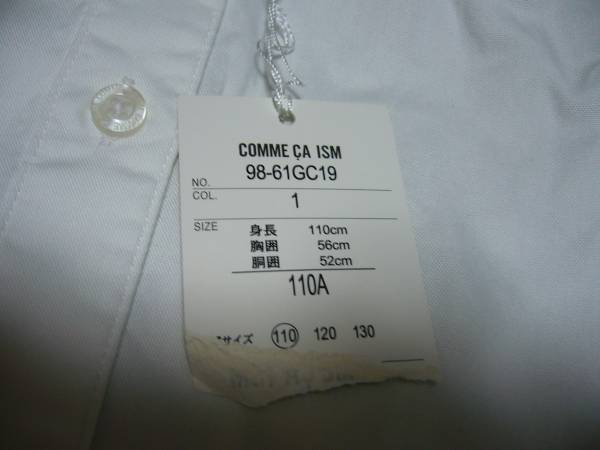 COMME ÇA ISM
NO. 98-61GC19
COL. 1
SIZE 身長 110cm
胸囲 56cm
胴囲 52cm
110A
サイズ 110 120 130